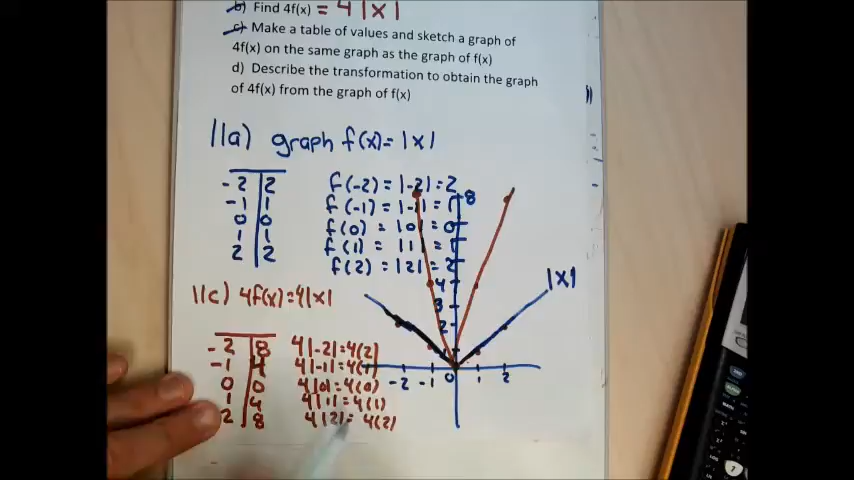 b) Find 4f(x) = 4|x|
c) Make a table of values and sketch a graph of
4f(x) on the same graph as the graph of f(x)
d) Describe the transformation to obtain the graph
of 4f(x) from the graph of f(x)
11a) graph f(x)=|x|
-2 2
-1 1
0 0
1 1
2 2
f(-2) = |-2| = 2
f(-1) = |-1| = 1
f(0) = |0| = 0
f(1) = |1| = 1
f(2) = |2| = 2
8
4
3
2
-2 -1 0 1 2
|x|
11c) 4f(x)=4|x|
-2 8
-1 4
0 0
1 4
2 8
4|-2|=4(2)
4|-1|=4(1)
4|0|=4(0)
4|1|=4(1)
4|2|= 4(2)
7